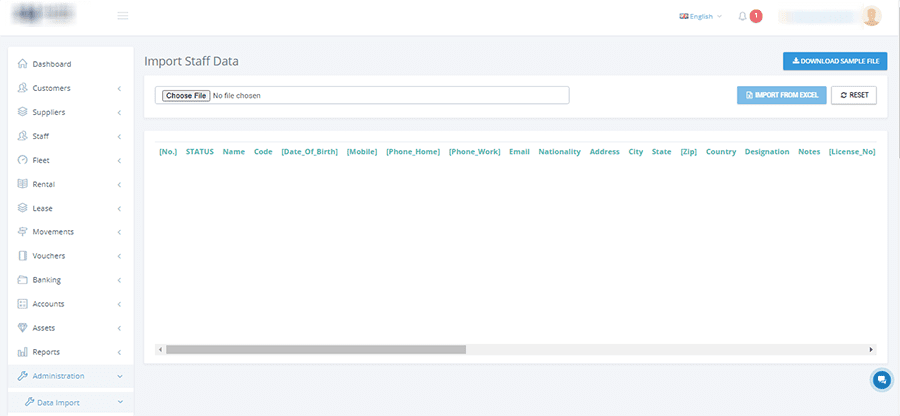 English
1
Dashboard
Customers
Suppliers
Staff
Fleet
Rental
Lease
Movements
Vouchers
Banking
Accounts
Assets
Reports
Administration
Data Import
Import Staff Data
DOWNLOAD SAMPLE FILE
Choose File No file chosen
IMPORT FROM EXCEL
RESET
[No.] STATUS Name Code [Date_Of_Birth] [Mobile] [Phone_Home] [Phone_Work] Email Nationality Address City State [Zip] Country Designation Notes [License_No]